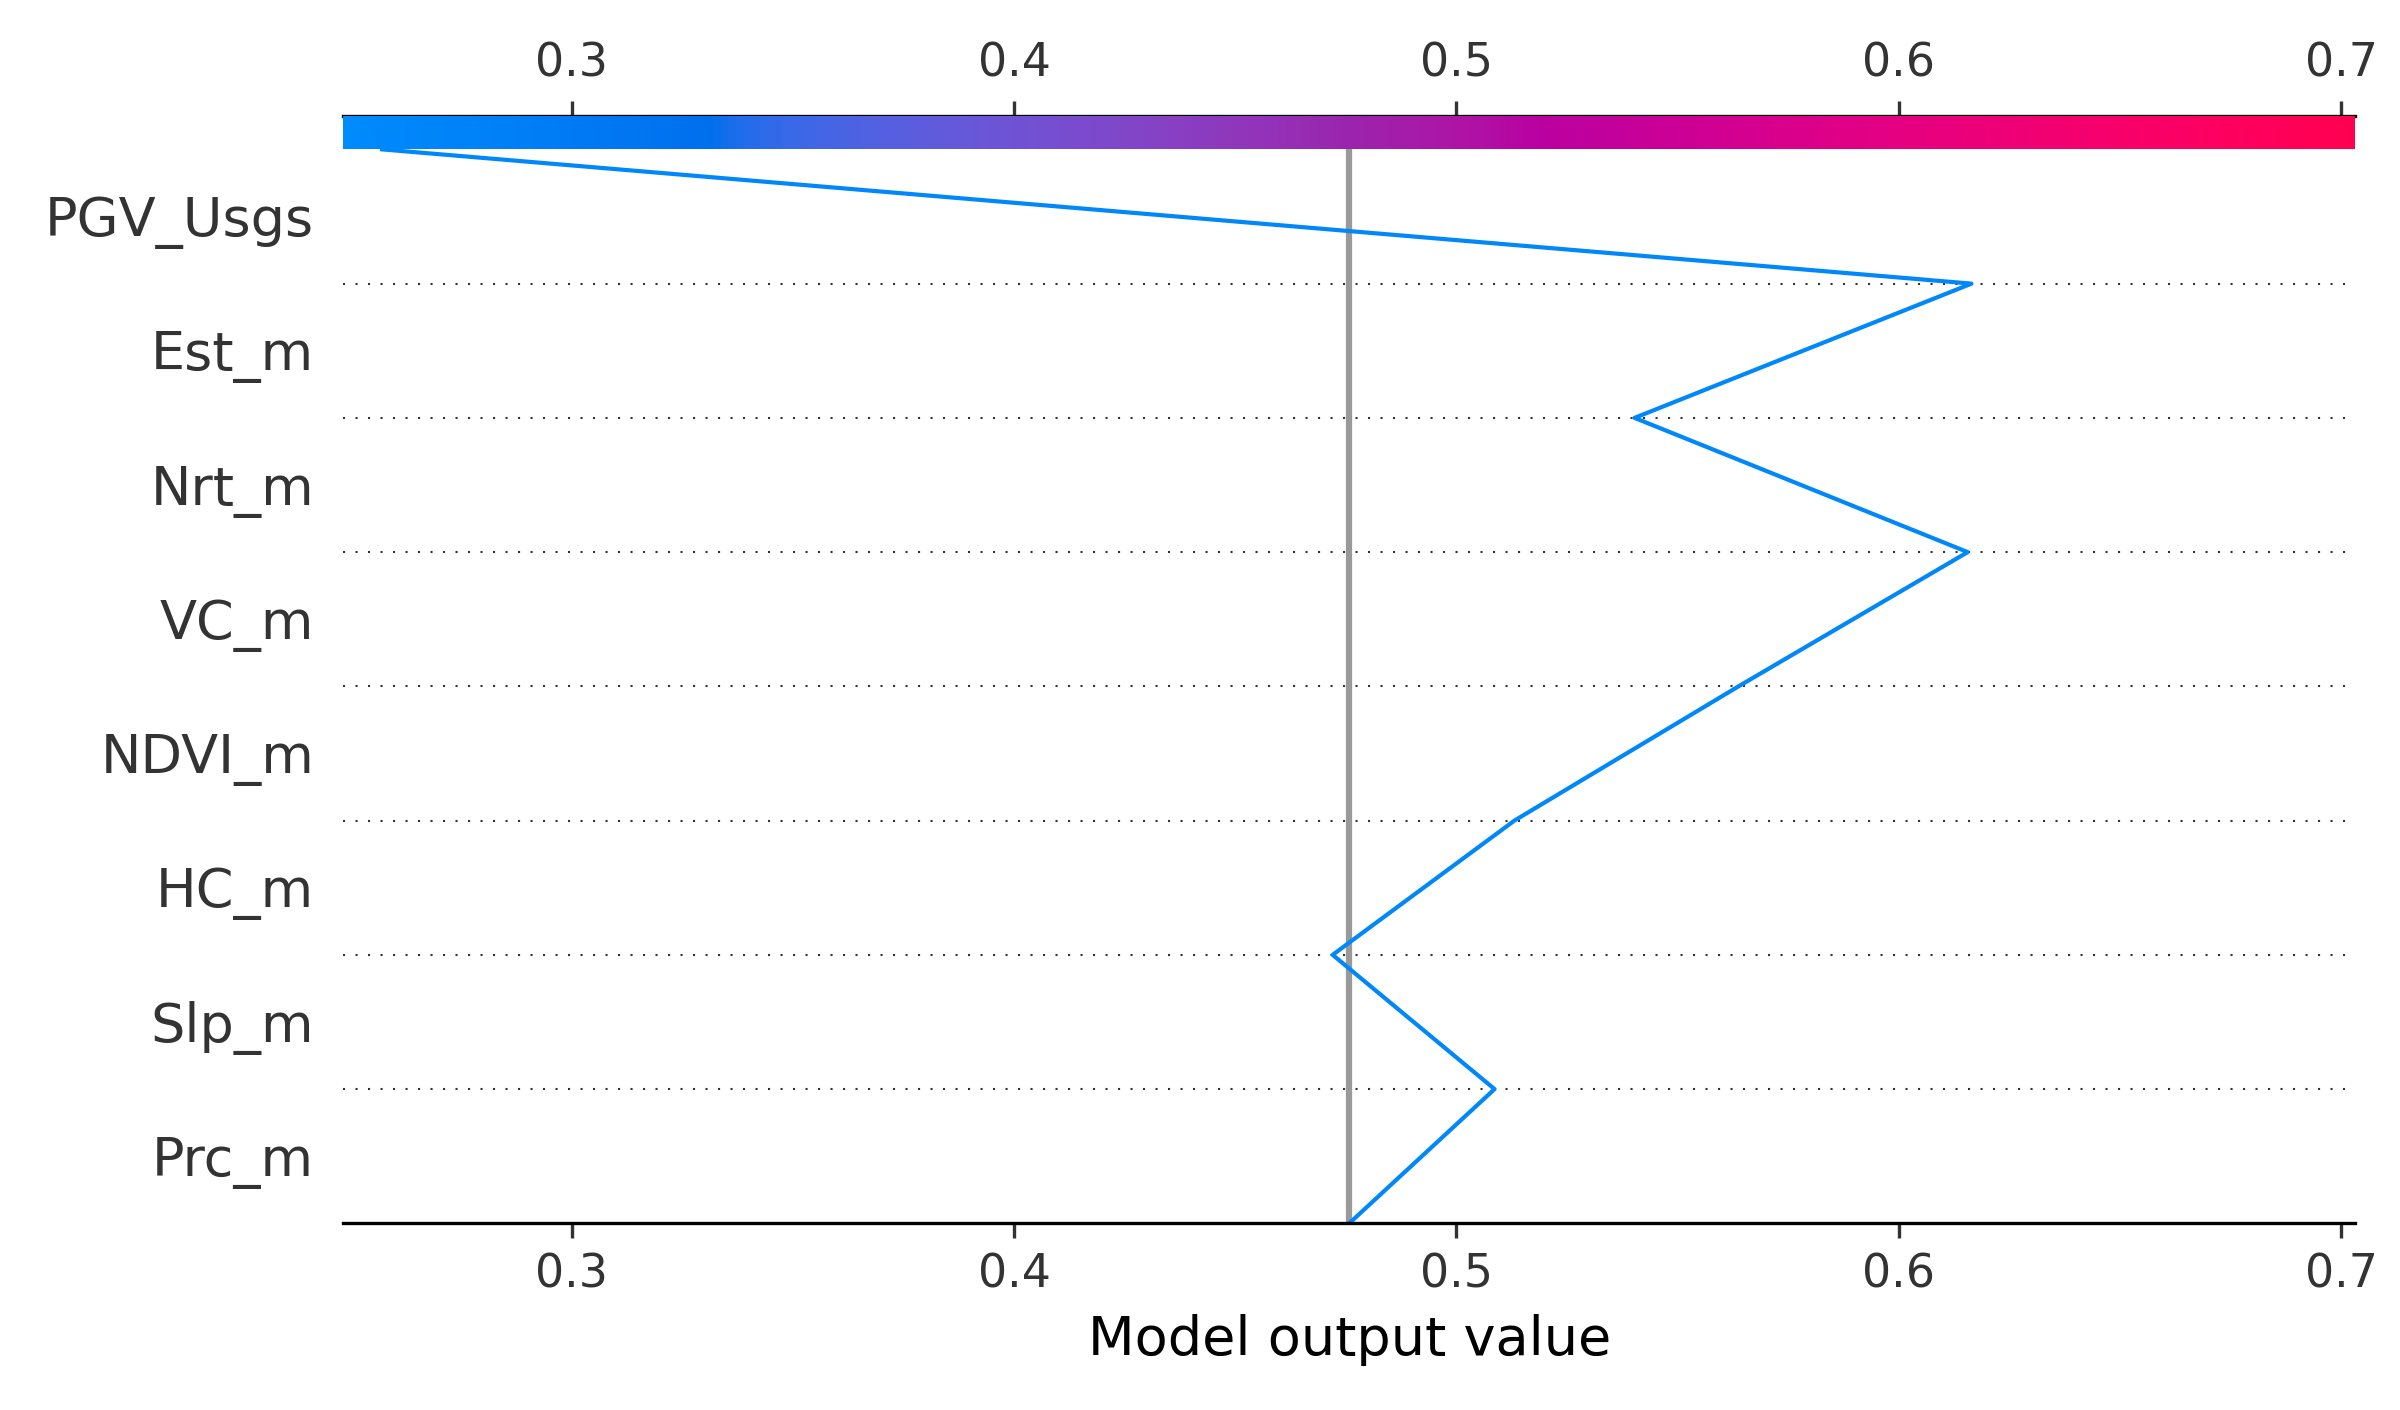 0.3 0.4 0.5 0.6 0.7
PGV_Usgs
Est_m
Nrt_m
VC_m
NDVI_m
HC_m
Slp_m
Prc_m
0.3 0.4 0.5 0.6 0.7
Model output value